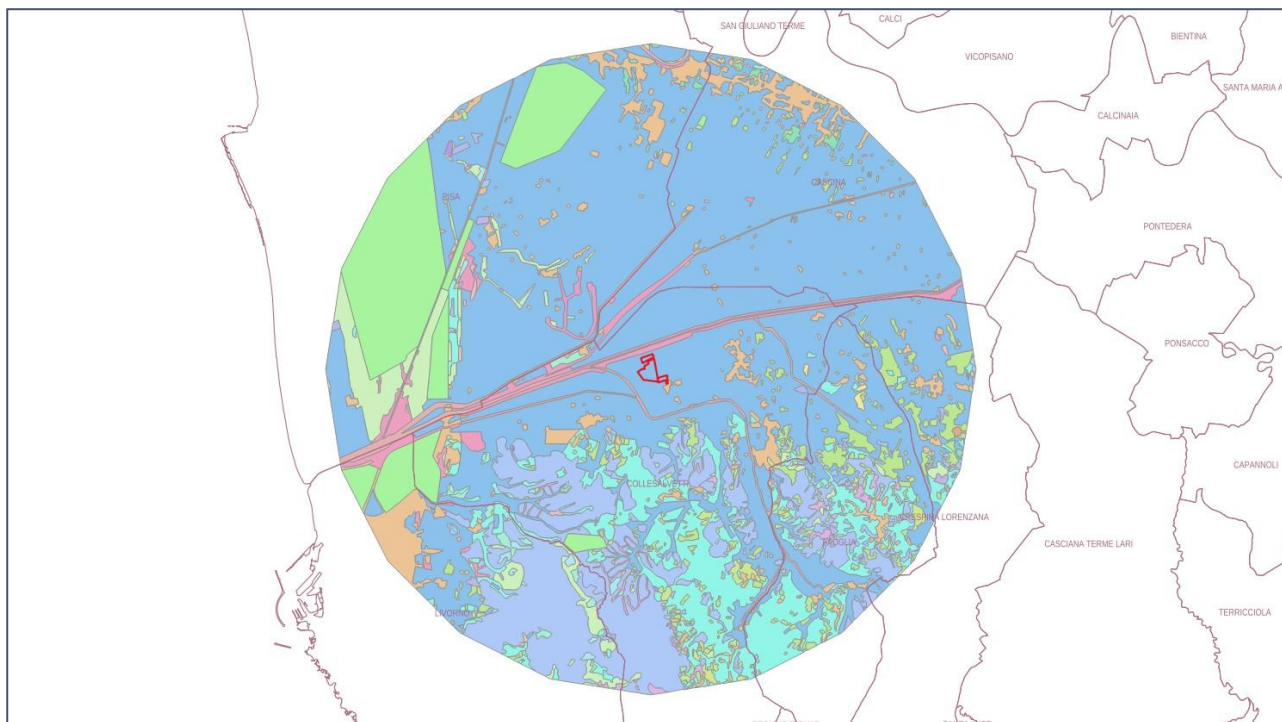 SAN GIULIANO TERME
CALCI
BIENTINA
VICOPISANO
SANTA MARIA A
CALCINAIA
CASCINA
PISA
PONTEDERA
PONSACCO
CAPANNOLI
COLLESALVETTI
CRESPINA LORENZANA
FAUGLIA
CASCIANA TERME LARI
LIVORNO
TERRICCIOLA